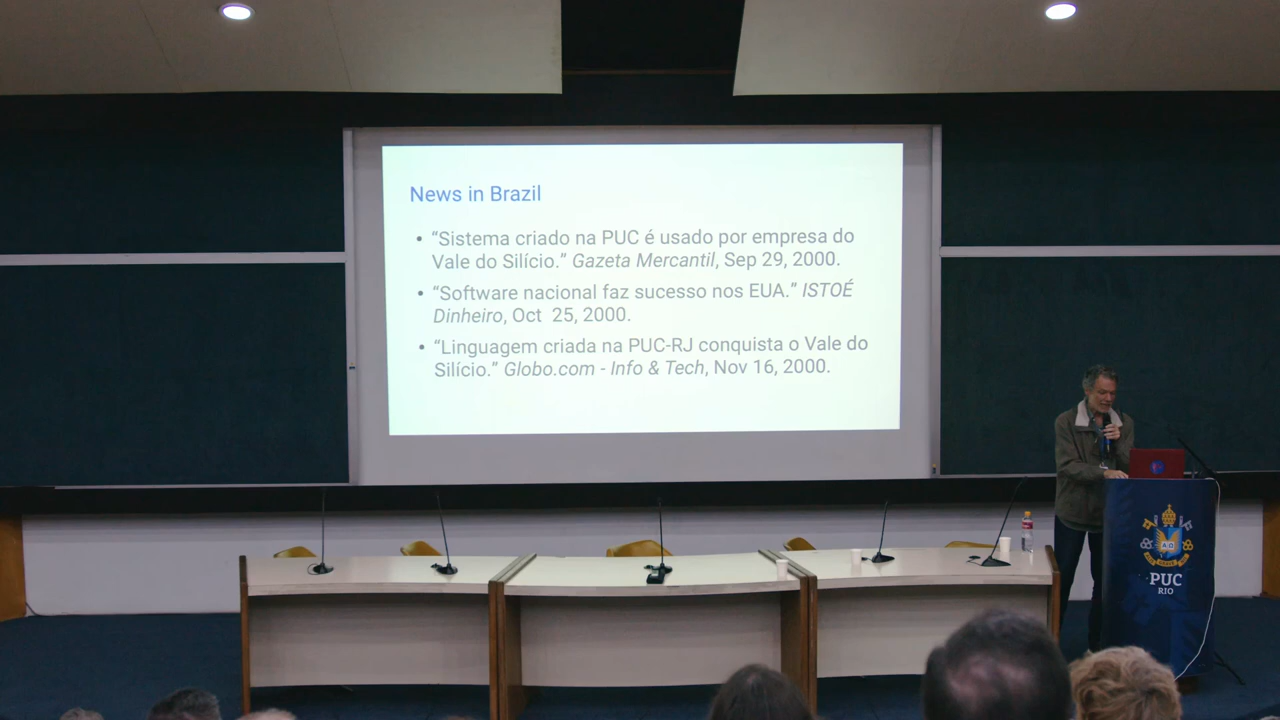 News in Brazil
• “Sistema criado na PUC é usado por empresa do
Vale do Silício.” Gazeta Mercantil, Sep 29, 2000.
• “Software nacional faz sucesso nos EUA.” ISTOÉ
Dinheiro, Oct 25, 2000.
• “Linguagem criada na PUC-RJ conquista o Vale do
Silício.” Globo.com - Info & Tech, Nov 16, 2000.
PUC
RIO